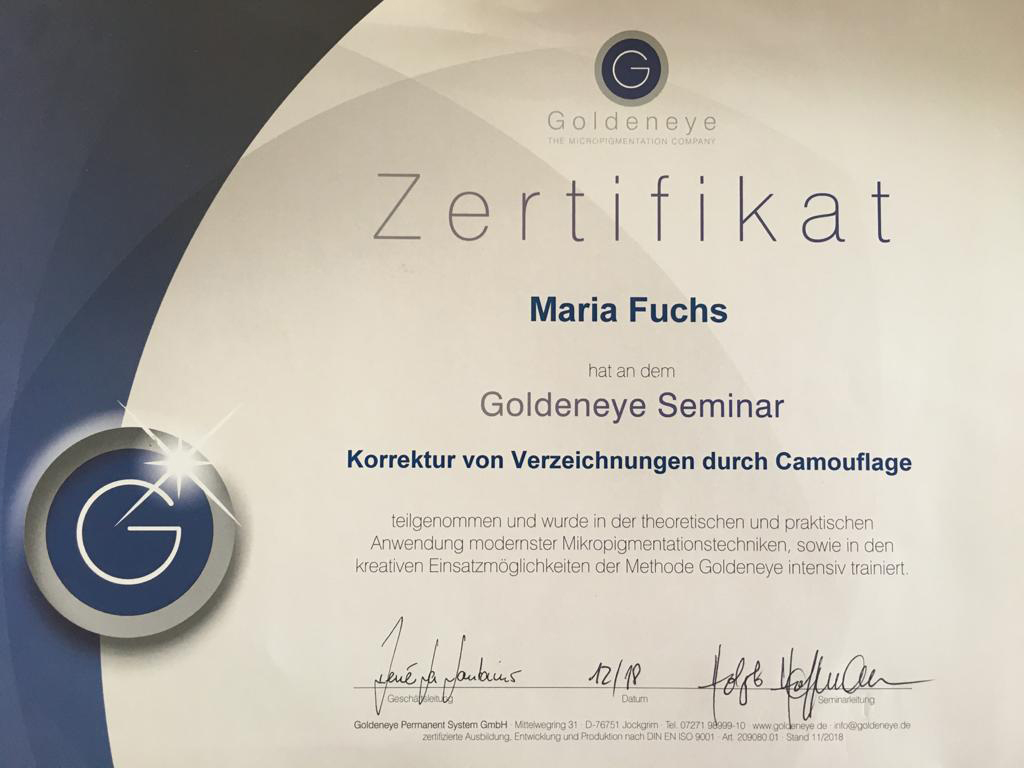 G
Goldeneye
THE MICROPIGMENTATION COMPANY
Zertifikat
Maria Fuchs
hat an dem
Goldeneye Seminar
Korrektur von Verzeichnungen durch Camouflage
teilgenommen und wurde in der theoretischen und praktischen
Anwendung modernster Mikropigmentationstechniken, sowie in den
kreativen Einsatzmöglichkeiten der Methode Goldeneye intensiv trainiert.
G
12/18
Geschäftsleitung Datum Seminarleitung
Goldeneye Permanent System GmbH · Mittelwegring 31 · D-76751 Jockgrim · Tel. 07271 98999-10 · www.goldeneye.de · info@goldeneye.de
zertifizierte Ausbildung, Entwicklung und Produktion nach DIN EN ISO 9001 · Art. 209080.01 · Stand 11/2018